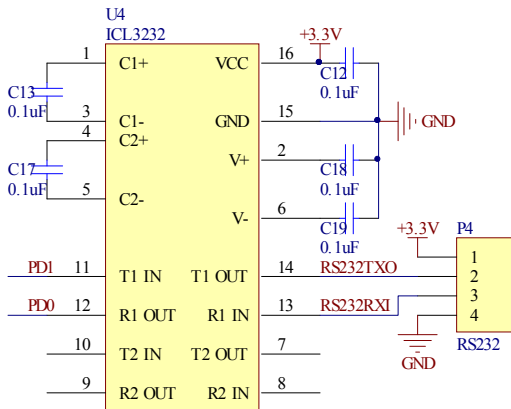 U4
ICL3232
+3.3V
1 C1+ VCC 16
C13
0.1uF
C12
0.1uF
3 C1- GND 15
GND
4 C2+
C17
0.1uF
V+ 2
C18
0.1uF
5 C2-
V- 6
C19
0.1uF
+3.3V
P4
1
2
3
4
RS232
GND
PD1 11 T1 IN T1 OUT 14 RS232TXO
PD0 12 R1 OUT R1 IN 13 RS232RXI
10 T2 IN T2 OUT 7
9 R2 OUT R2 IN 8